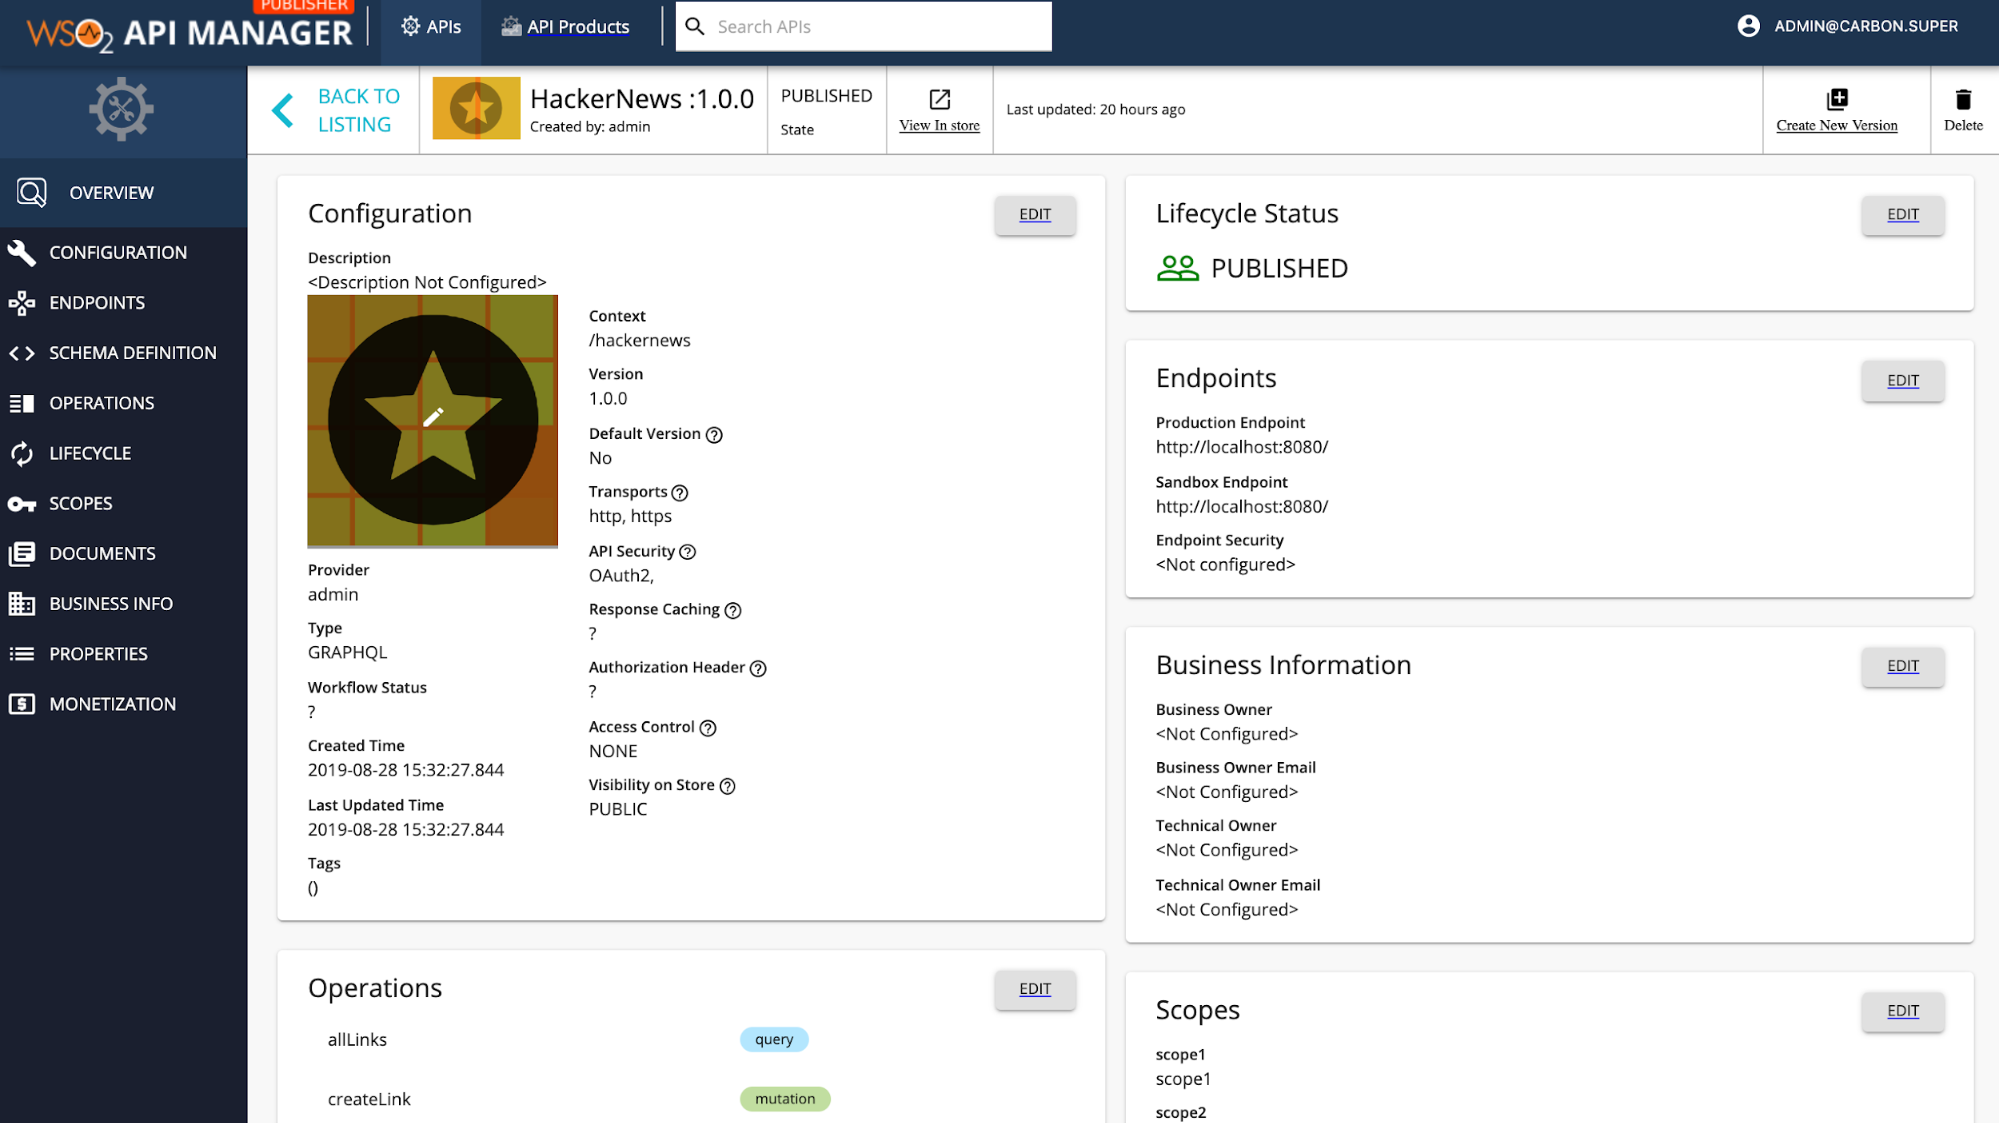 PUBLISHER
WSO2 API MANAGER
APIs
API Products
Search APIs
ADMIN@CARBON.SUPER
BACK TO
LISTING
HackerNews :1.0.0
Created by: admin
PUBLISHED
State
View In store
Last updated: 20 hours ago
Create New Version
Delete
OVERVIEW
CONFIGURATION
ENDPOINTS
SCHEMA DEFINITION
OPERATIONS
LIFECYCLE
SCOPES
DOCUMENTS
BUSINESS INFO
PROPERTIES
MONETIZATION
Configuration
EDIT
Description
<Description Not Configured>
Provider
admin
Type
GRAPHQL
Workflow Status
?
Created Time
2019-08-28 15:32:27.844
Last Updated Time
2019-08-28 15:32:27.844
Tags
()
Context
/hackernews
Version
1.0.0
Default Version ?
No
Transports ?
http, https
API Security ?
OAuth2,
Response Caching ?
?
Authorization Header ?
?
Access Control ?
NONE
Visibility on Store ?
PUBLIC
Operations
EDIT
allLinks
query
createLink
mutation
Lifecycle Status
EDIT
PUBLISHED
Endpoints
EDIT
Production Endpoint
http://localhost:8080/
Sandbox Endpoint
http://localhost:8080/
Endpoint Security
<Not configured>
Business Information
EDIT
Business Owner
<Not Configured>
Business Owner Email
<Not Configured>
Technical Owner
<Not Configured>
Technical Owner Email
<Not Configured>
Scopes
EDIT
scope1
scope1
scope2